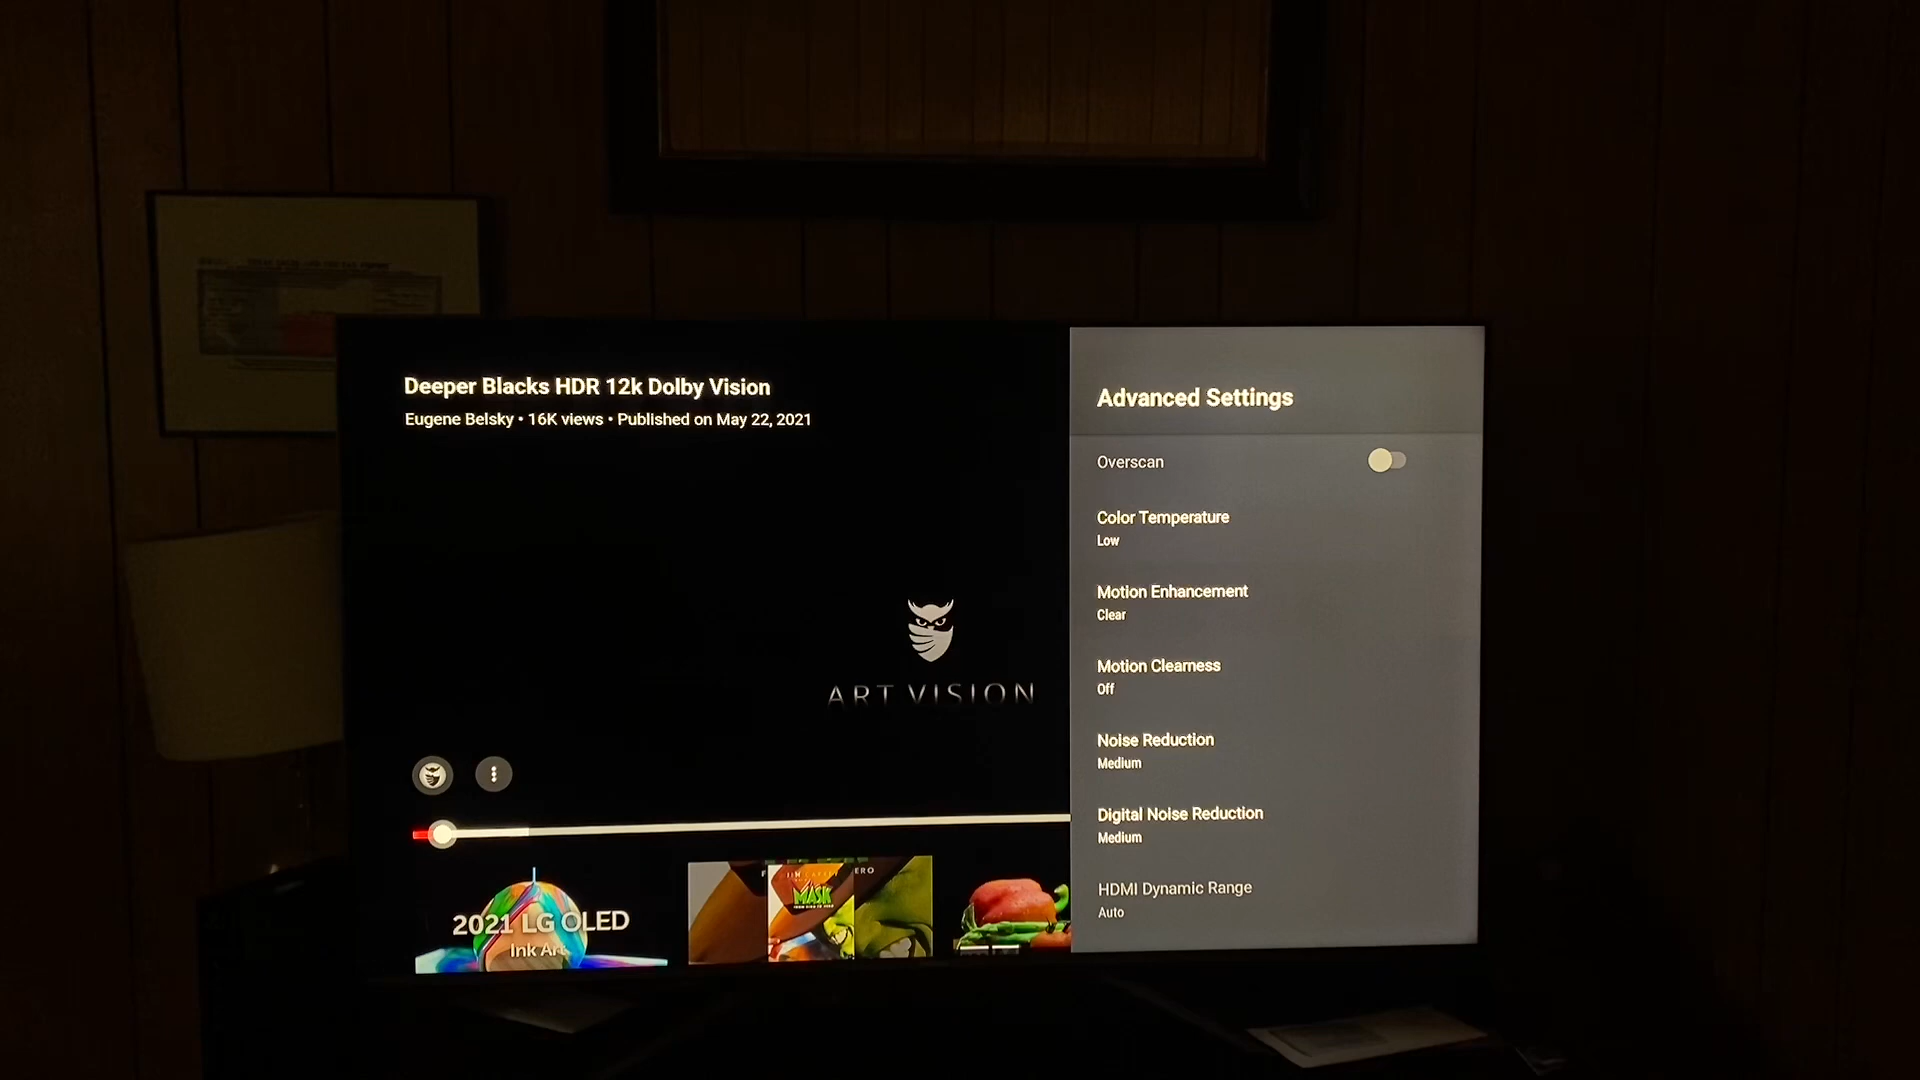 Deeper Blacks HDR 12k Dolby Vision
Eugene Belsky • 16K views • Published on May 22, 2021
ART VISION
2021 LG OLED
Ink Art
MASK
Advanced Settings
Overscan
Color Temperature
Low
Motion Enhancement
Clear
Motion Clearness
Off
Noise Reduction
Medium
Digital Noise Reduction
Medium
HDMI Dynamic Range
Auto